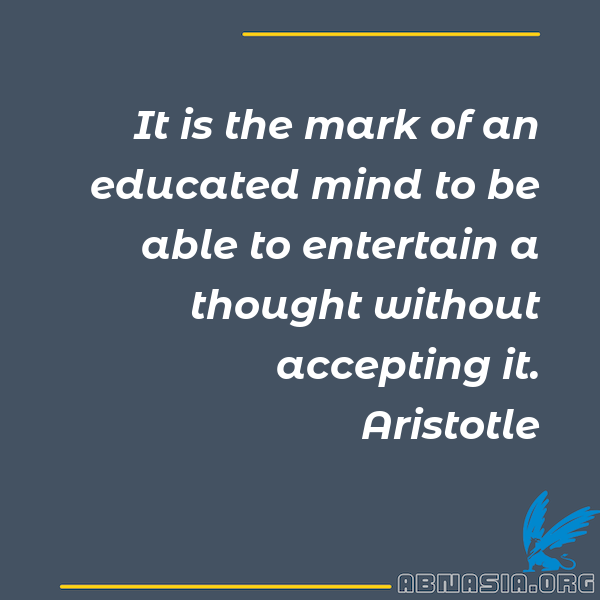 It is the mark of an
educated mind to be
able to entertain a
thought without
accepting it.
Aristotle
ABNASIA.ORG